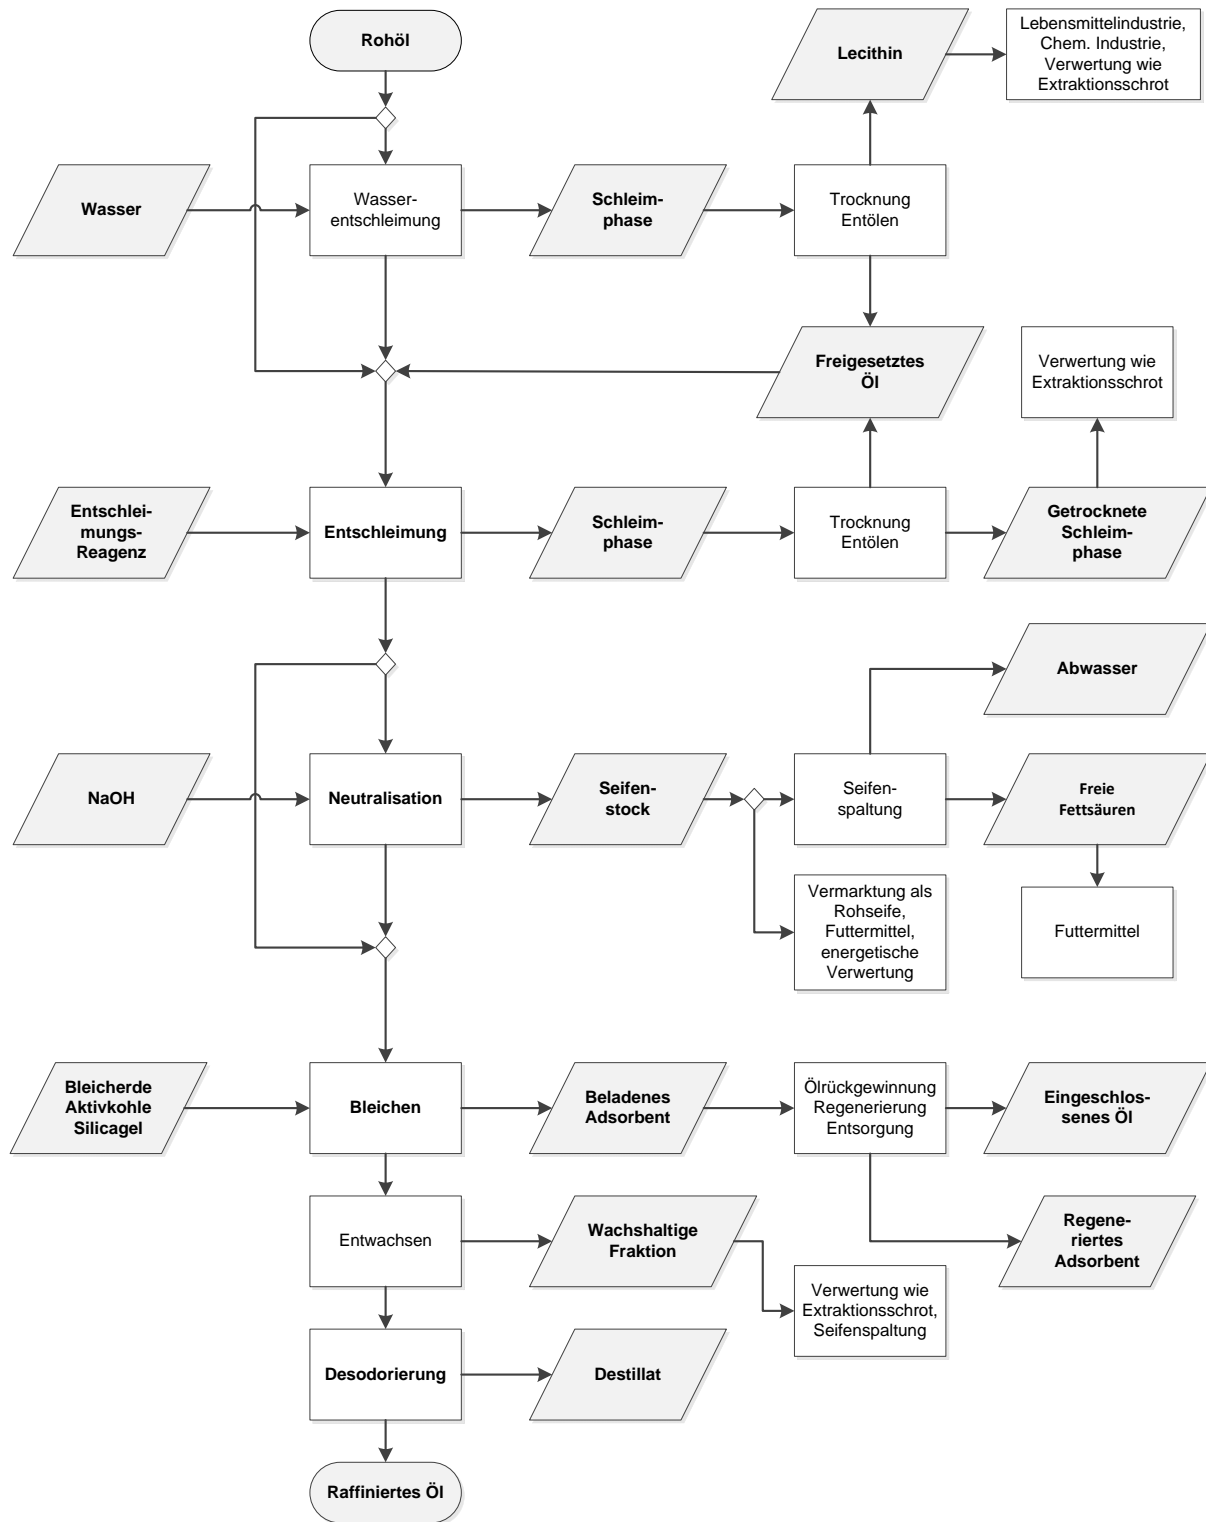 Rohöl
Lecithin
Lebensmittelindustrie,
Chem. Industrie,
Verwertung wie
Extraktionsschrot
Wasser
Wasser-
entschleimung
Schleim-
phase
Trocknung
Entölen
Freigesetztes
Öl
Verwertung wie
Extraktionsschrot
Entschlei-
mungs-
Reagenz
Entschleimung
Schleim-
phase
Trocknung
Entölen
Getrocknete
Schleim-
phase
Abwasser
NaOH
Neutralisation
Seifen-
stock
Seifen-
spaltung
Freie
Fettsäuren
Vermarktung als
Rohseife,
Futtermittel,
energetische
Verwertung
Futtermittel
Bleicherde
Aktivkohle
Silicagel
Bleichen
Beladenes
Adsorbent
Ölrückgewinnung
Regenerierung
Entsorgung
Eingeschlos-
senes Öl
Entwachsen
Wachshaltige
Fraktion
Regene-
riertes
Adsorbent
Verwertung wie
Extraktionsschrot,
Seifenspaltung
Desodorierung
Destillat
Raffiniertes Öl